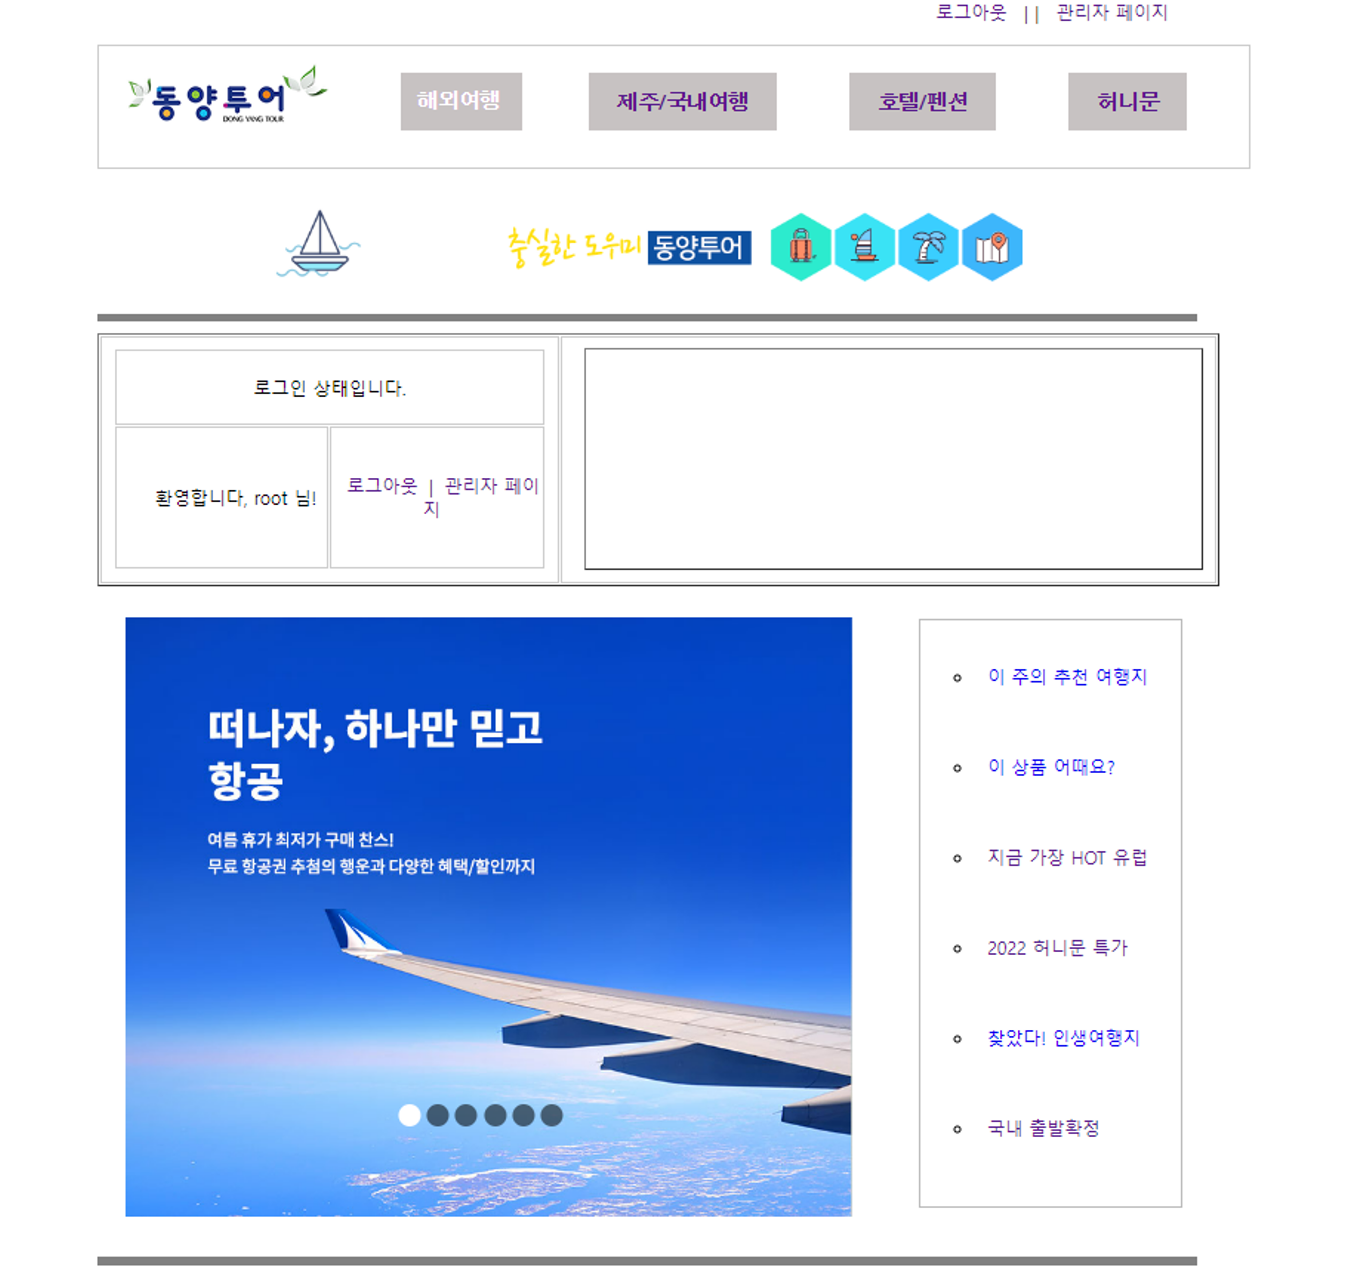 로그아웃 || 관리자 페이지
동양투어
DONG YANG TOUR
해외여행 제주/국내여행 호텔/펜션 허니문
충실한 도우미 동양투어
로그인 상태입니다.
환영합니다, root 님!
로그아웃 | 관리자 페이
지
떠나자, 하나만 믿고
항공
여름 휴가 최저가 구매 찬스!
무료 항공권 추첨의 행운과 다양한 혜택/할인까지
이 주의 추천 여행지
이 상품 어때요?
지금 가장 HOT 유럽
2022 허니문 특가
찾았다! 인생여행지
국내 출발확정